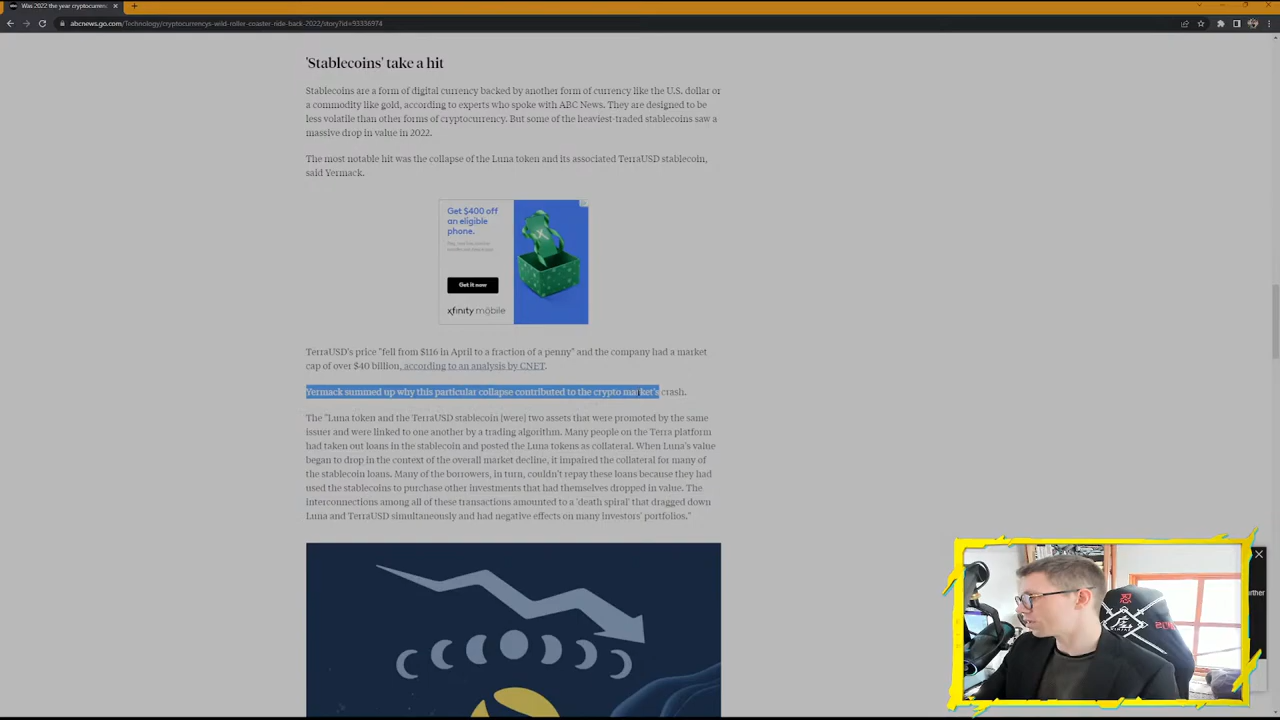 Was 2022 the year cryptocurrenc
abcnews.go.com/Technology/cryptocurrencys-wild-roller-coaster-ride-back-2022/story?id=93336974
'Stablecoins' take a hit
Stablecoins are a form of digital currency backed by another form of currency like the U.S. dollar or
a commodity like gold, according to experts who spoke with ABC News. They are designed to be
less volatile than other forms of cryptocurrency. But some of the heaviest-traded stablecoins saw a
massive drop in value in 2022.
The most notable hit was the collapse of the Luna token and its associated TerraUSD stablecoin,
said Yermack.
Get $400 off
an eligible
phone.
Get it now
xfinity mobile
TerraUSD's price "fell from $116 in April to a fraction of a penny" and the company had a market
cap of over $40 billion, according to an analysis by CNET.
Yermack summed up why this particular collapse contributed to the crypto market's crash.
The "Luna token and the TerraUSD stablecoin [were] two assets that were promoted by the same
issuer and were linked to one another by a trading algorithm. Many people on the Terra platform
had taken out loans in the stablecoin and posted the Luna tokens as collateral. When Luna's value
began to drop in the context of the overall market decline, it impaired the collateral for many of
the stablecoin loans. Many of the borrowers, in turn, couldn't repay these loans because they had
used the stablecoins to purchase other investments that had themselves dropped in value. The
interconnections among all of these transactions amounted to a 'death spiral' that dragged down
Luna and TerraUSD simultaneously and had negative effects on many investors' portfolios."